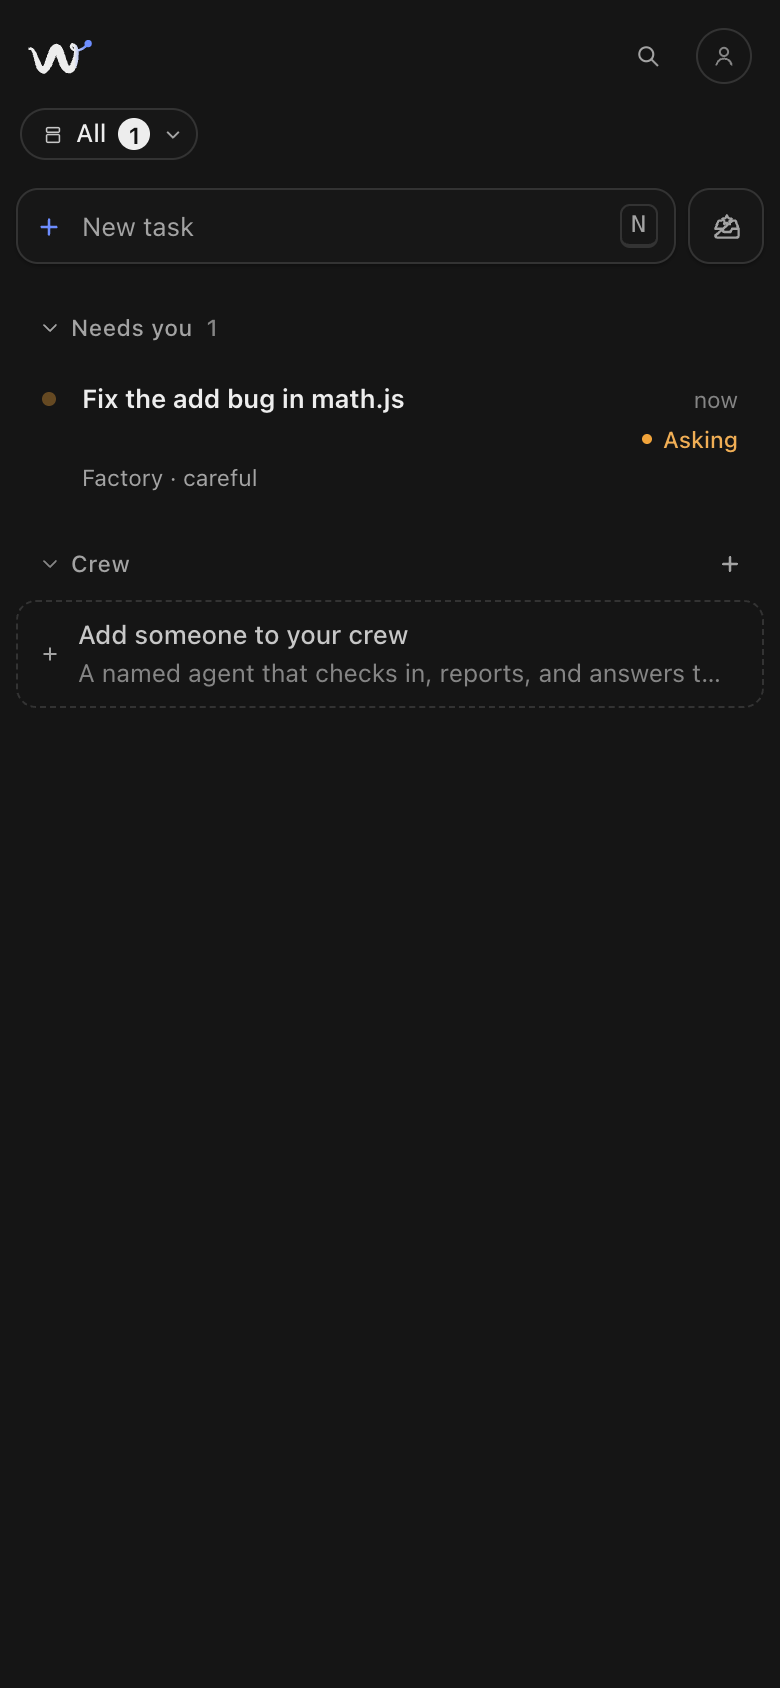 All 1
New task N
Needs you 1
Fix the add bug in math.js now
Asking
Factory · careful
Crew
Add someone to your crew
A named agent that checks in, reports, and answers t...